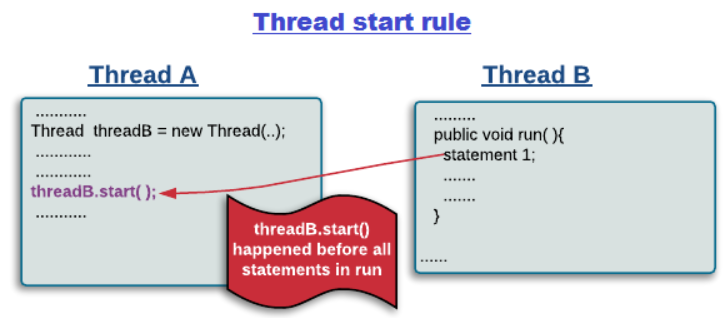 Thread start rule
Thread A
...........
Thread threadB = new Thread(..);
............
............
threadB.start( );
...........
Thread B
.........
public void run( ){
statement 1;
.......
.......
}
......
threadB.start()
happened before all
statements in run